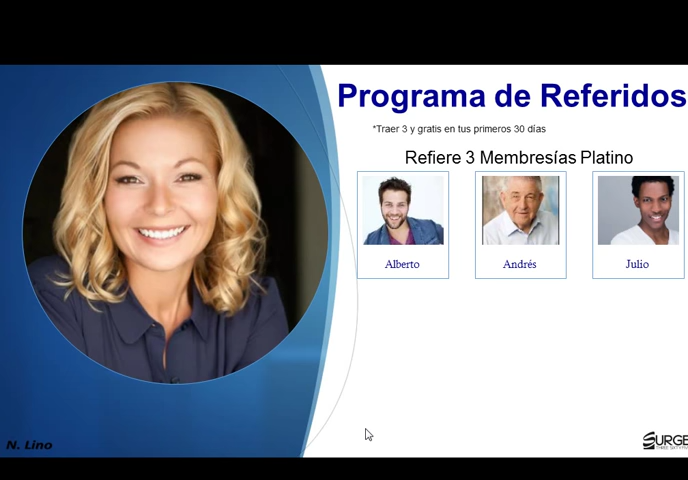 Programa de Referidos
*Traer 3 y gratis en tus primeros 30 días
Refiere 3 Membresías Platino
Alberto
Andrés
Julio
N. Lino
SURGE